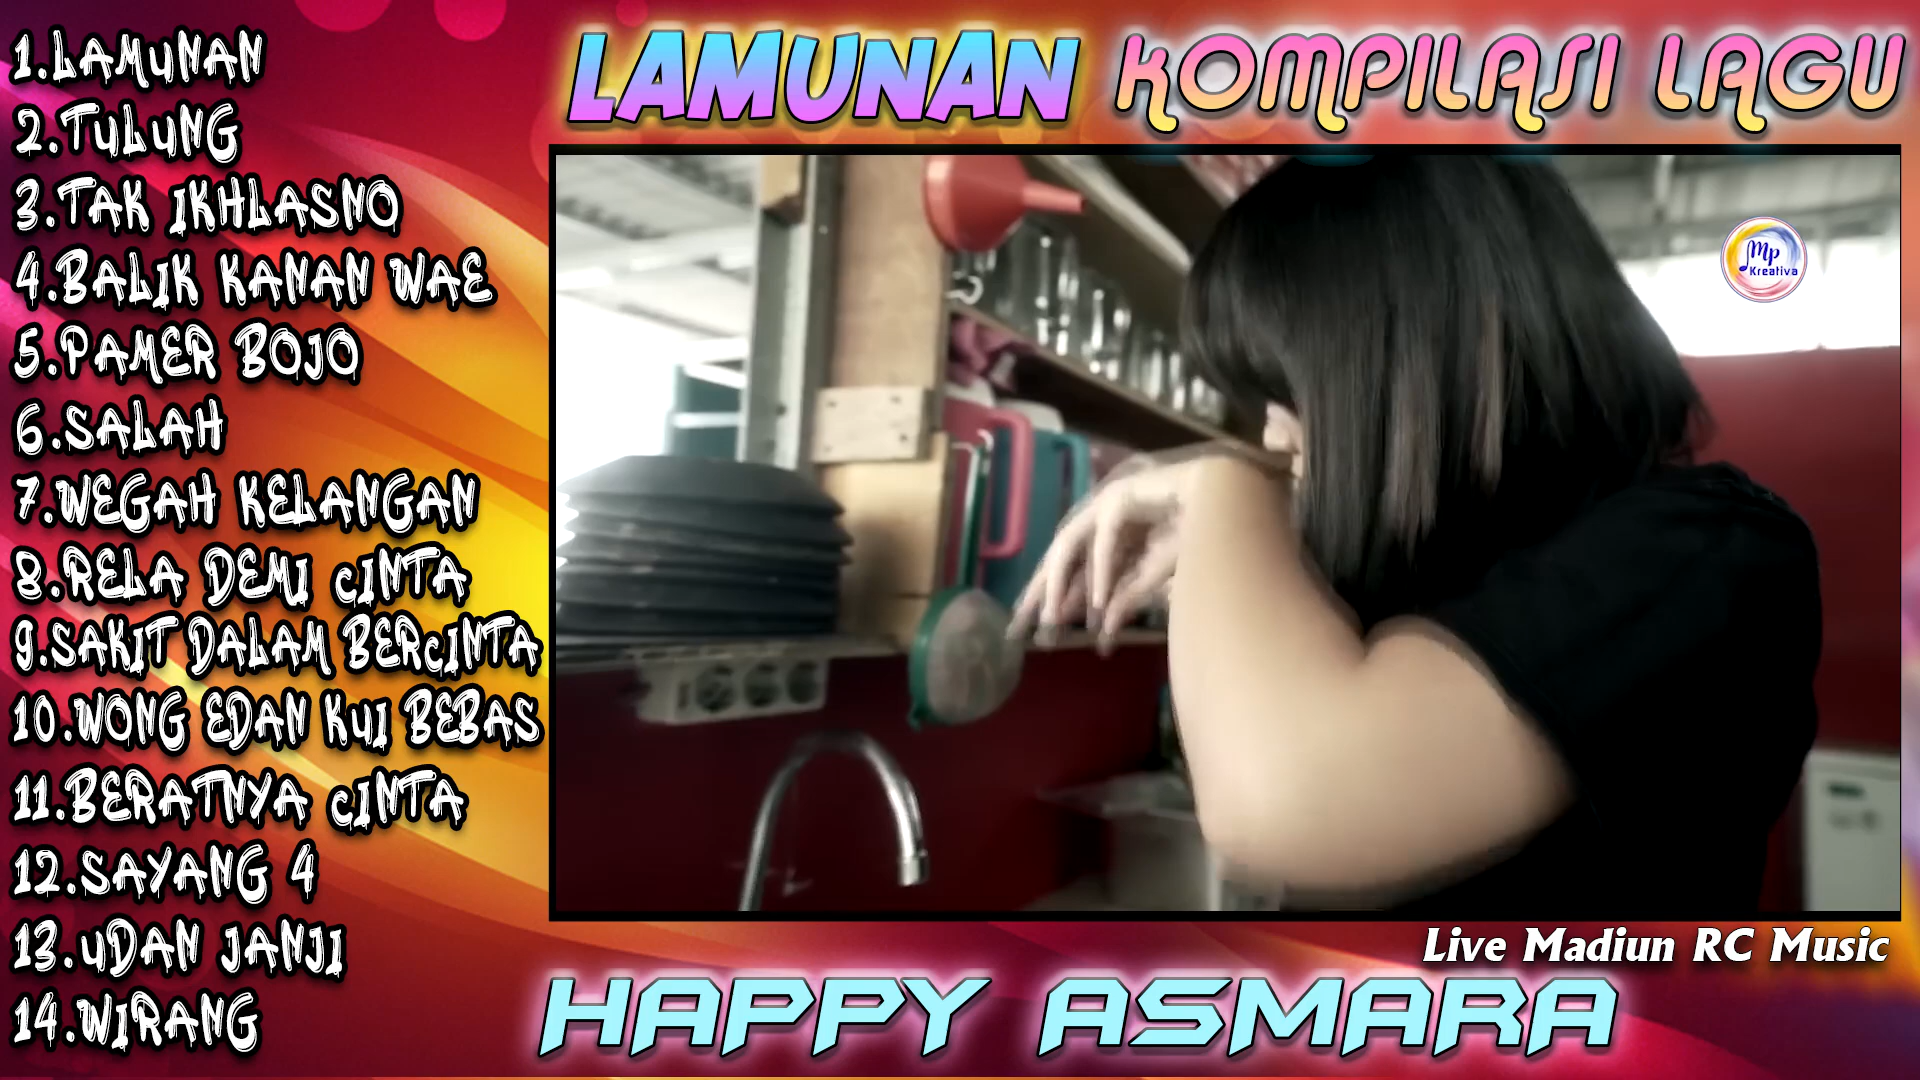 LAMUNAN KOMPILASI LAGU
1.LAMUNAN
2.TULUNG
3.TAK IKHLASNO
4.BALIK KANAN WAE
5.PAMER BOJO
6.SALAH
7.WEGAH KELANGAN
8.RELA DEMI CINTA
9.SAKIT DALAM BERCINTA
10.WONG EDAN KUI BEBAS
11.BERATNYA CINTA
12.SAYANG 4
13.UDAN JANJI
14.WIRANG
Mp
Kreativa
Live Madiun RC Music
HAPPY ASMARA